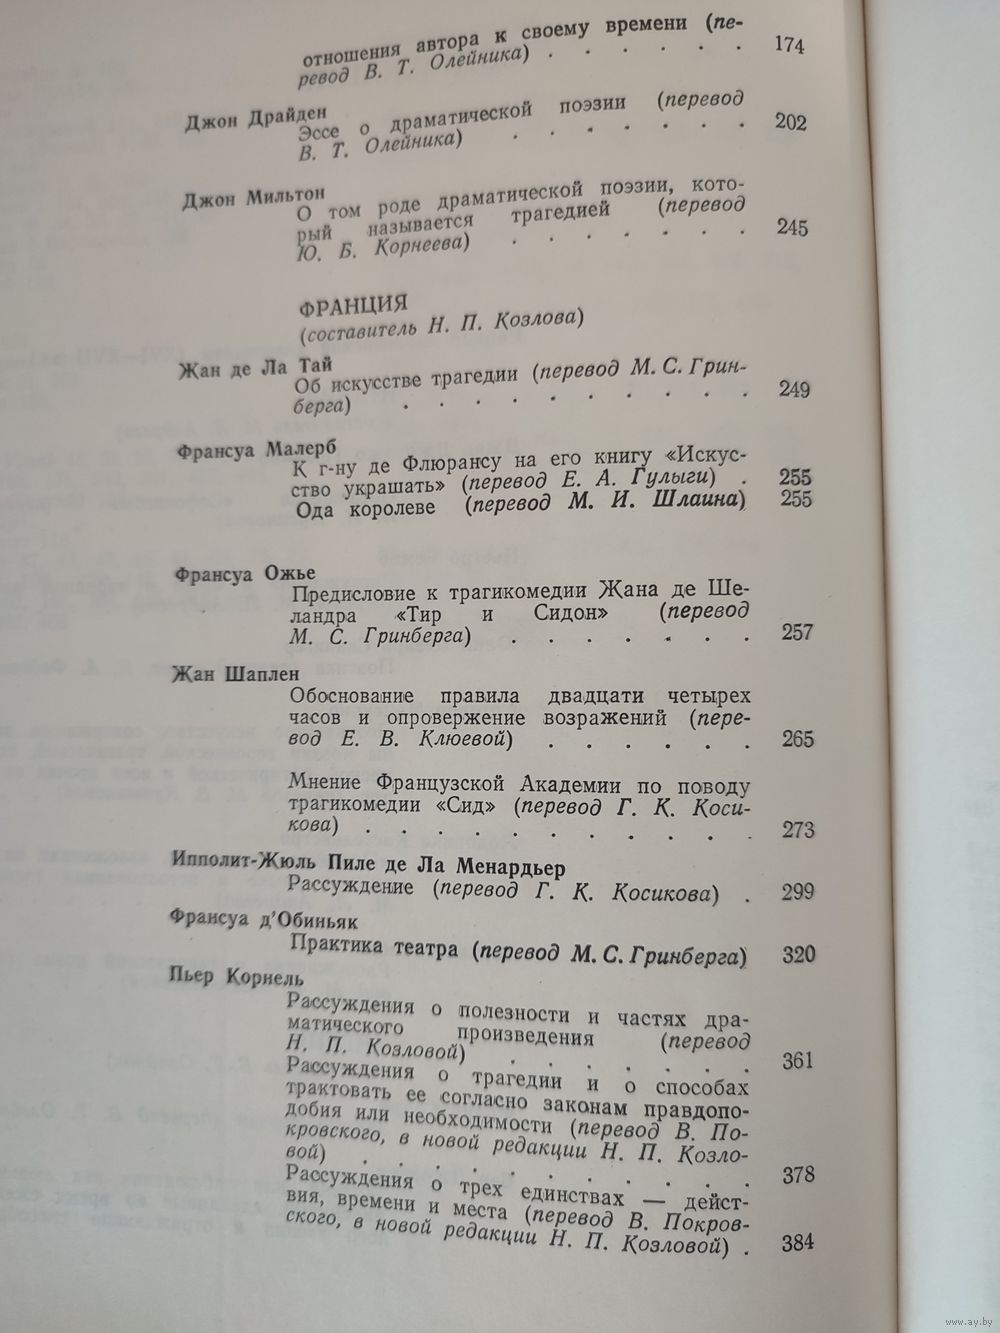 отношения автора к своему времени (пе-
ревод В. Т. Олейника) . . . . . . 174
Джон Драйден
Эссе о драматической поэзии (перевод
В. Т. Олейника) . . . . . . . 202
Джон Мильтон
О том роде драматической поэзии, кото-
рый называется трагедией (перевод
Ю. Б. Корнеева) . . . . . . . 245
ФРАНЦИЯ
(составитель Н. П. Козлова)
Жан де Ла Тай
Об искусстве трагедии (перевод М. С. Грин-
берга) . . . . . . . . . . 249
Франсуа Малерб
К г-ну де Флюрансу на его книгу «Искус-
ство украшать» (перевод Е. А. Гулыги) . 255
Ода королеве (перевод М. И. Шлаина) 255
Франсуа Ожье
Предисловие к трагикомедии Жана де Ше-
ландра «Тир и Сидон» (перевод
М. С. Гринберга) . . . . . . . 257
Жан Шаплен
Обоснование правила двадцати четырех
часов и опровержение возражений (пере-
вод Е. В. Клюевой) . . . . . . 265
Мнение Французской Академии по поводу
трагикомедии «Сид» (перевод Г. К. Коси-
кова) . . . . . . . . . . . 273
Ипполит-Жюль Пиле де Ла Менардьер
Рассуждение (перевод Г. К. Косикова) . 299
Франсуа д'Обиньяк
Практика театра (перевод М. С. Гринберга) 320
Пьер Корнель
Рассуждения о полезности и частях дра-
матического произведения (перевод
Н. П. Козловой) . . . . . . . 361
Рассуждения о трагедии и о способах
трактовать ее согласно законам правдопо-
добия или необходимости (перевод В. По-
кровского, в новой редакции Н. П. Козло-
вой) . . . . . . . . . . . 378
Рассуждения о трех единствах — дейст-
вия, времени и места (перевод В. Покров-
ского, в новой редакции Н. П. Козловой) . 384
www.ay.by